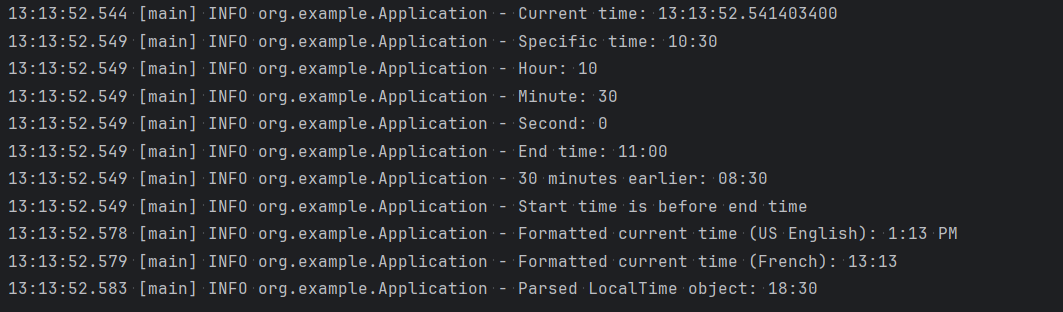 13:13:52.544 [main] INFO org.example.Application - Current time: 13:13:52.541403400
13:13:52.549 [main] INFO org.example.Application - Specific time: 10:30
13:13:52.549 [main] INFO org.example.Application - Hour: 10
13:13:52.549 [main] INFO org.example.Application - Minute: 30
13:13:52.549 [main] INFO org.example.Application - Second: 0
13:13:52.549 [main] INFO org.example.Application - End time: 11:00
13:13:52.549 [main] INFO org.example.Application - 30 minutes earlier: 08:30
13:13:52.549 [main] INFO org.example.Application - Start time is before end time
13:13:52.578 [main] INFO org.example.Application - Formatted current time (US English): 1:13 PM
13:13:52.579 [main] INFO org.example.Application - Formatted current time (French): 13:13
13:13:52.583 [main] INFO org.example.Application - Parsed LocalTime object: 18:30